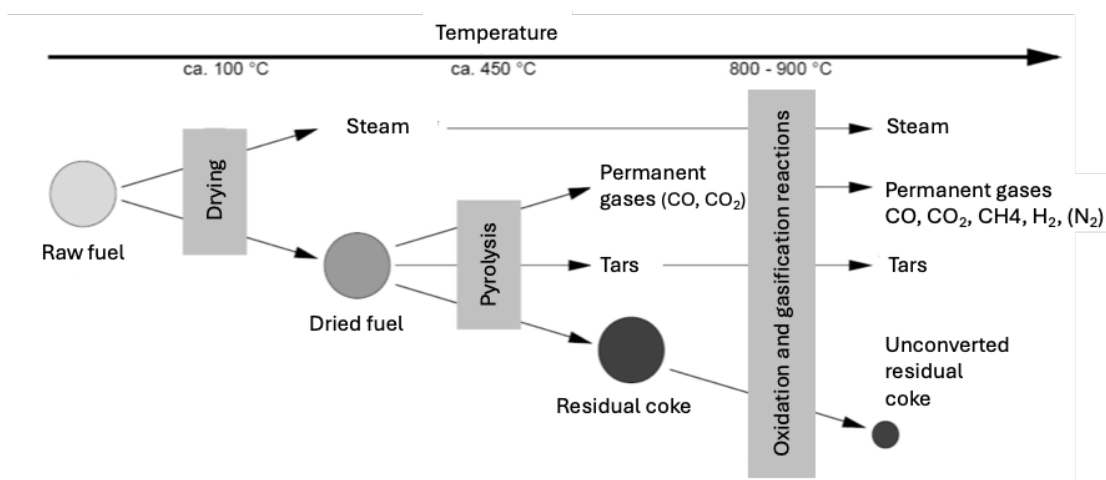 Temperature
ca. 100 °C
ca. 450 °C
800 - 900 °C
Raw fuel
Drying
Steam
Dried fuel
Pyrolysis
Permanent
gases (CO, CO₂)
Tars
Residual coke
Oxidation and gasification reactions
Steam
Permanent gases
CO, CO₂, CH4, H₂, (N₂)
Tars
Unconverted
residual
coke